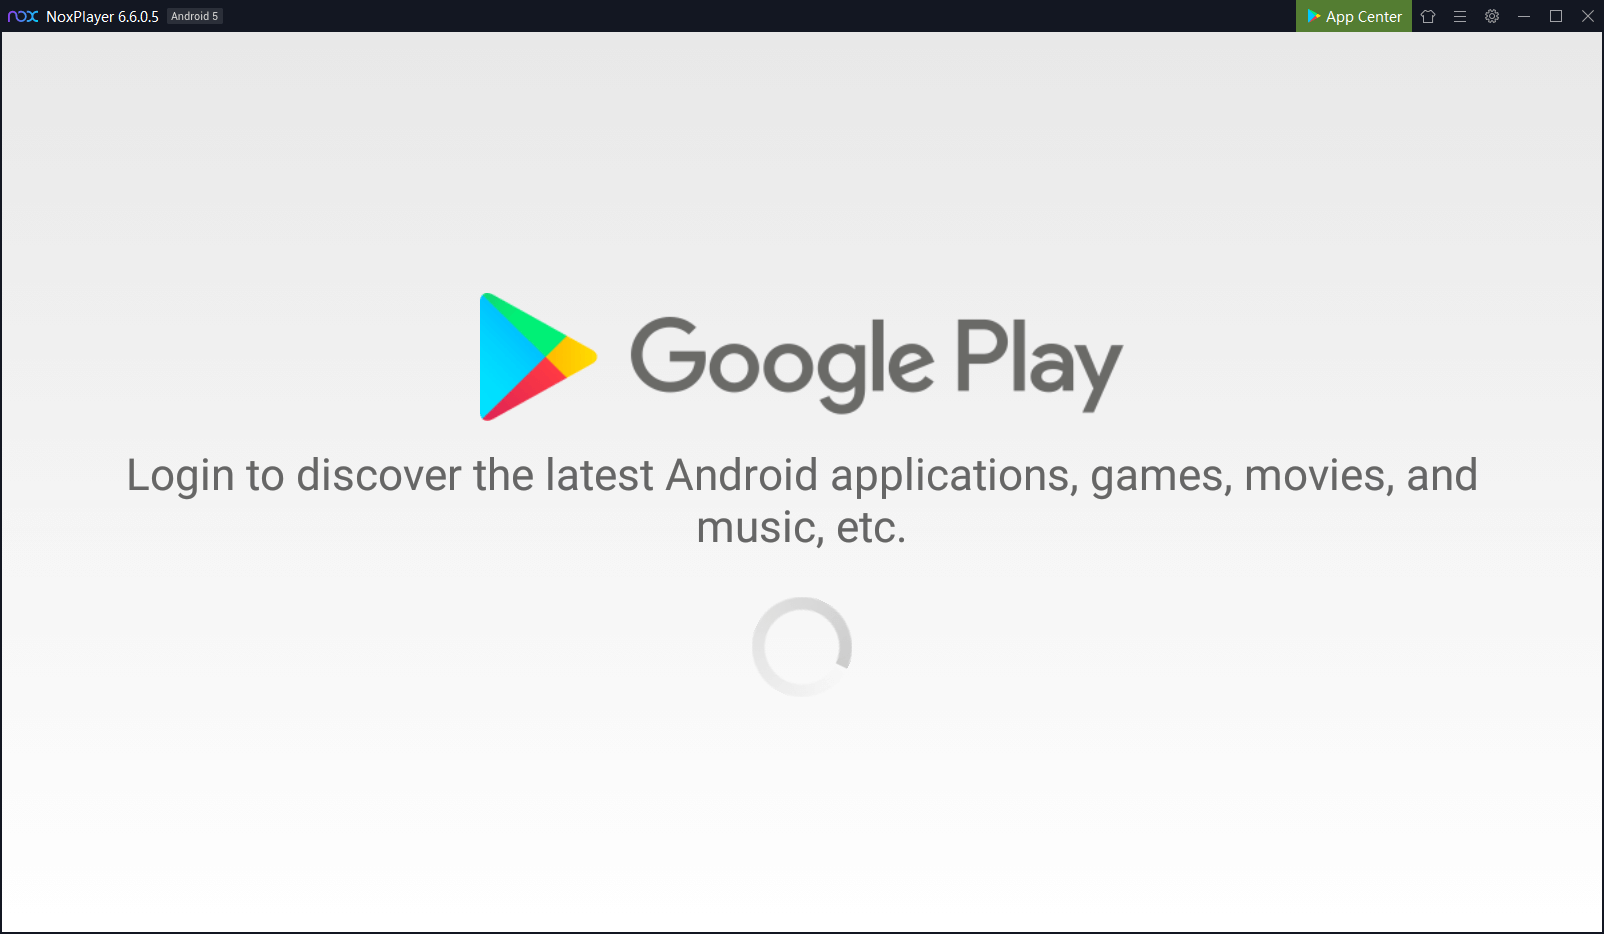 nox NoxPlayer 6.6.0.5 Android 5 App Center
Google Play
Login to discover the latest Android applications, games, movies, and
music, etc.